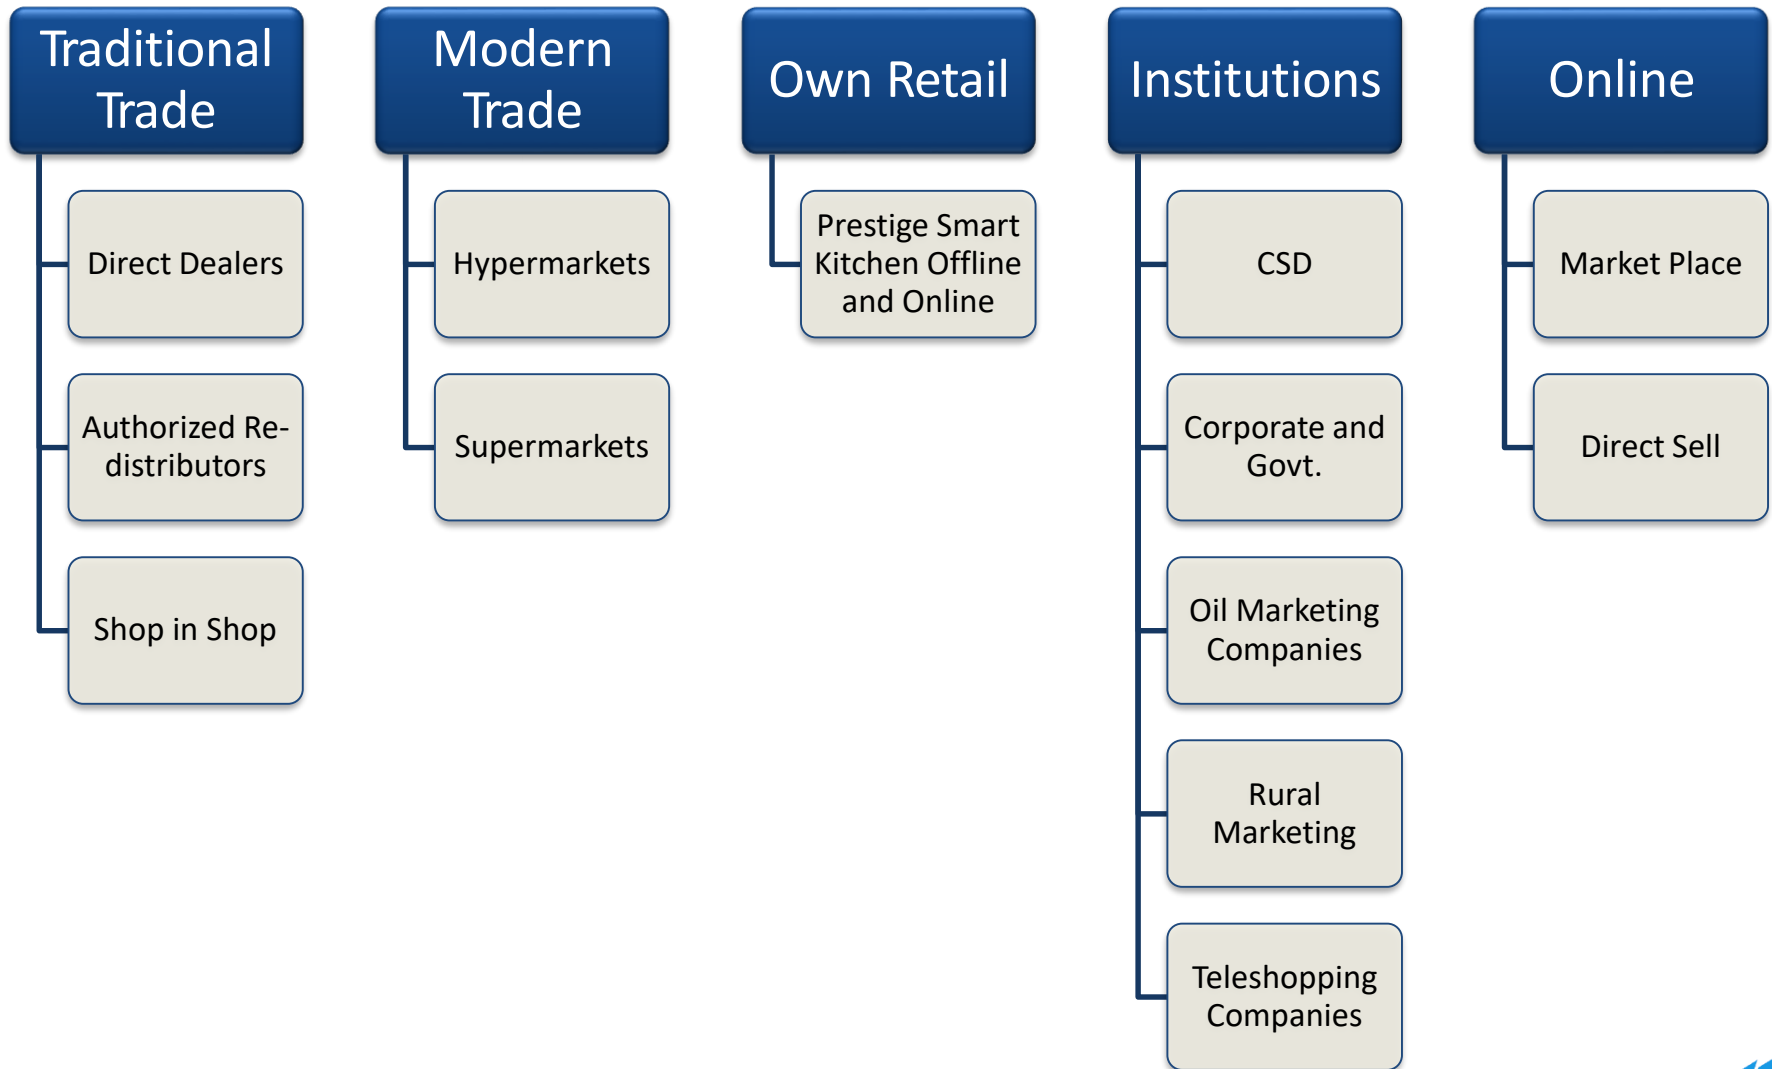 Traditional
Trade
Direct Dealers
Authorized Re-
distributors
Shop in Shop
Modern
Trade
Hypermarkets
Supermarkets
Own Retail
Prestige Smart
Kitchen Offline
and Online
Institutions
CSD
Corporate and
Govt.
Oil Marketing
Companies
Rural
Marketing
Teleshopping
Companies
Online
Market Place
Direct Sell